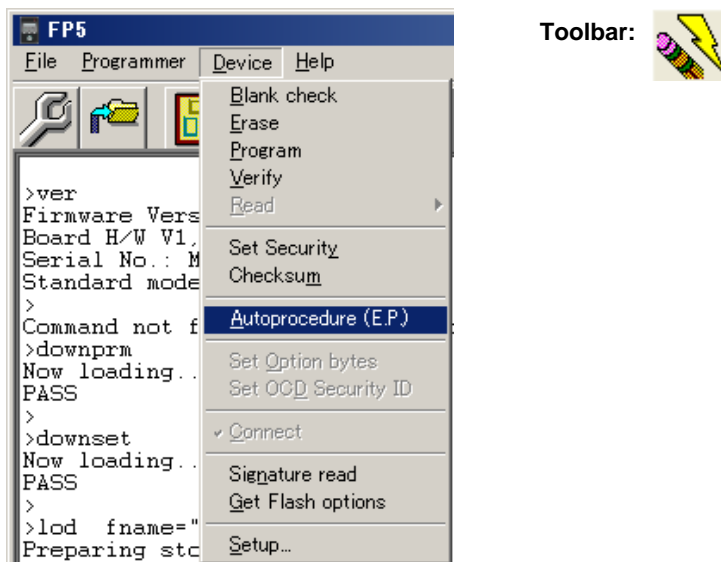 FP5
File Programmer Device Help
Toolbar:
Blank check
Erase
Program
Verify
Read
Set Security
Checksum
Autoprocedure (E.P.)
Set Option bytes
Set OCD Security ID
Connect
Signature read
Get Flash options
Setup...
>ver
Firmware Vers
Board H/W V1,
Serial No.: M
Standard mode
>
Command not f
>downprm
Now loading..
PASS
>
>downset
Now loading..
PASS
>
>lod fname="
Preparing sto